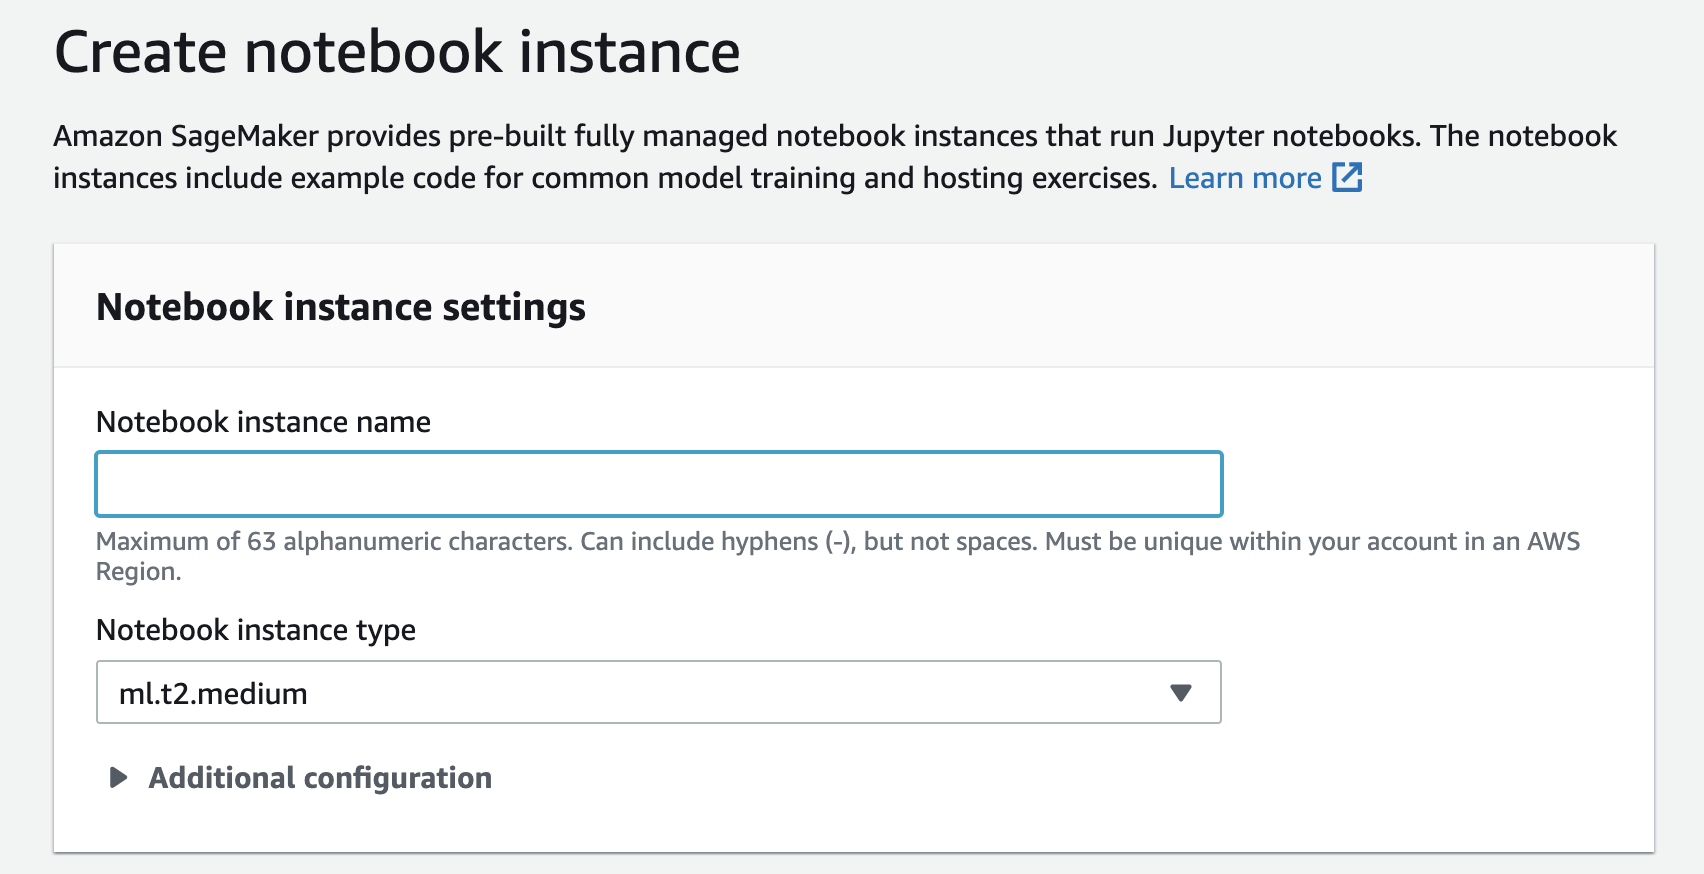 Create notebook instance
Amazon SageMaker provides pre-built fully managed notebook instances that run Jupyter notebooks. The notebook
instances include example code for common model training and hosting exercises. Learn more
Notebook instance settings
Notebook instance name
Maximum of 63 alphanumeric characters. Can include hyphens (-), but not spaces. Must be unique within your account in an AWS
Region.
Notebook instance type
ml.t2.medium
Additional configuration